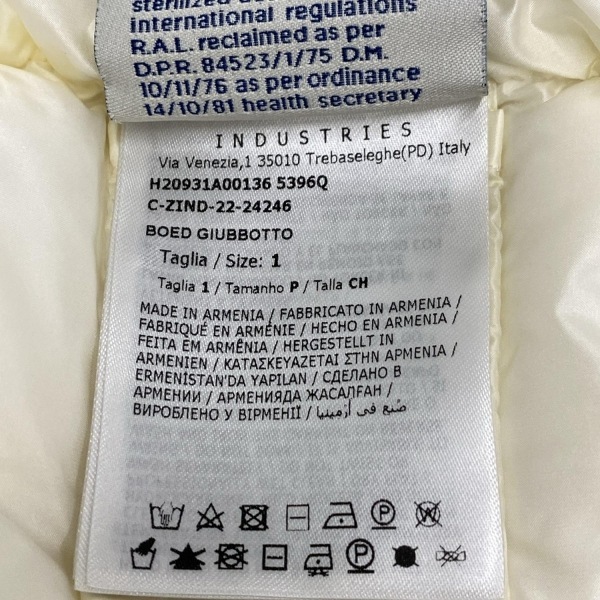 sterilized
international regulations
R.A.L. reclaimed as per
D.P.R. 84523/1/75 D.M.
10/11/76 as per ordinance
14/10/81 health secretary
INDUSTRIES
Via Venezia,1 35010 Trebaseleghe(PD) Italy
H20931A00136 5396Q
C-ZIND-22-24246
BOED GIUBBOTTO
Taglia / Size: 1
Taglia 1 / Tamanho P / Talla CH
MADE IN ARMENIA / FABBRICATO IN ARMENIA /
FABRIQUÉ EN ARMÉNIE / HECHO EN ARMENIA /
FEITA EM ARMÊNIA / HERGESTELLT IN
ARMENIEN / ΚΑΤΑΣΚΕΥΑΖΕΤΑΙ ΣΤΗΝ ΑΡΜΕΝΙΑ /
ERMENİSTAN'DA YAPILAN / СДЕЛАНО В
АРМЕНИИ / АРМЕНИЯДА ЖАСАЛҒАН /
ВИРОБЛЕНО У ВІРМЕНІЇ / صُنع في أرمينيا